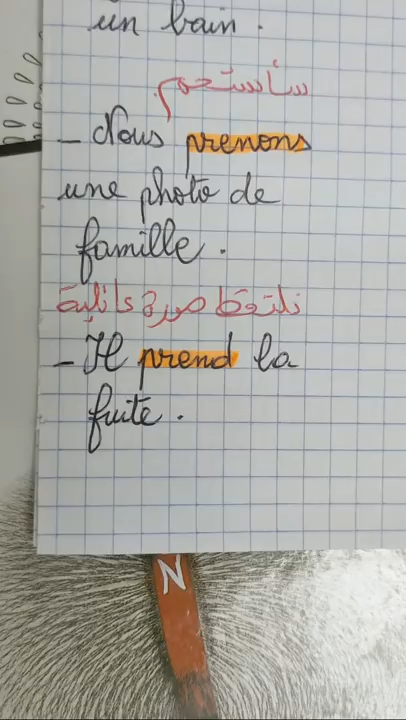 un bain.
سأستحم
- Nous prenons
une photo de
famille.
نلتقط صورة عائلية
- Il prend la
fuite.
N